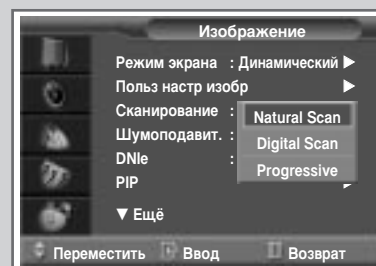 Изображение
Режим экрана : Динамический ▶
Польз настр изобр ▶
Сканирование : Natural Scan
Шумоподавит. : Digital Scan
DNIe : Progressive
PIP ▶
▼ Ещё
Переместить Ввод Возврат